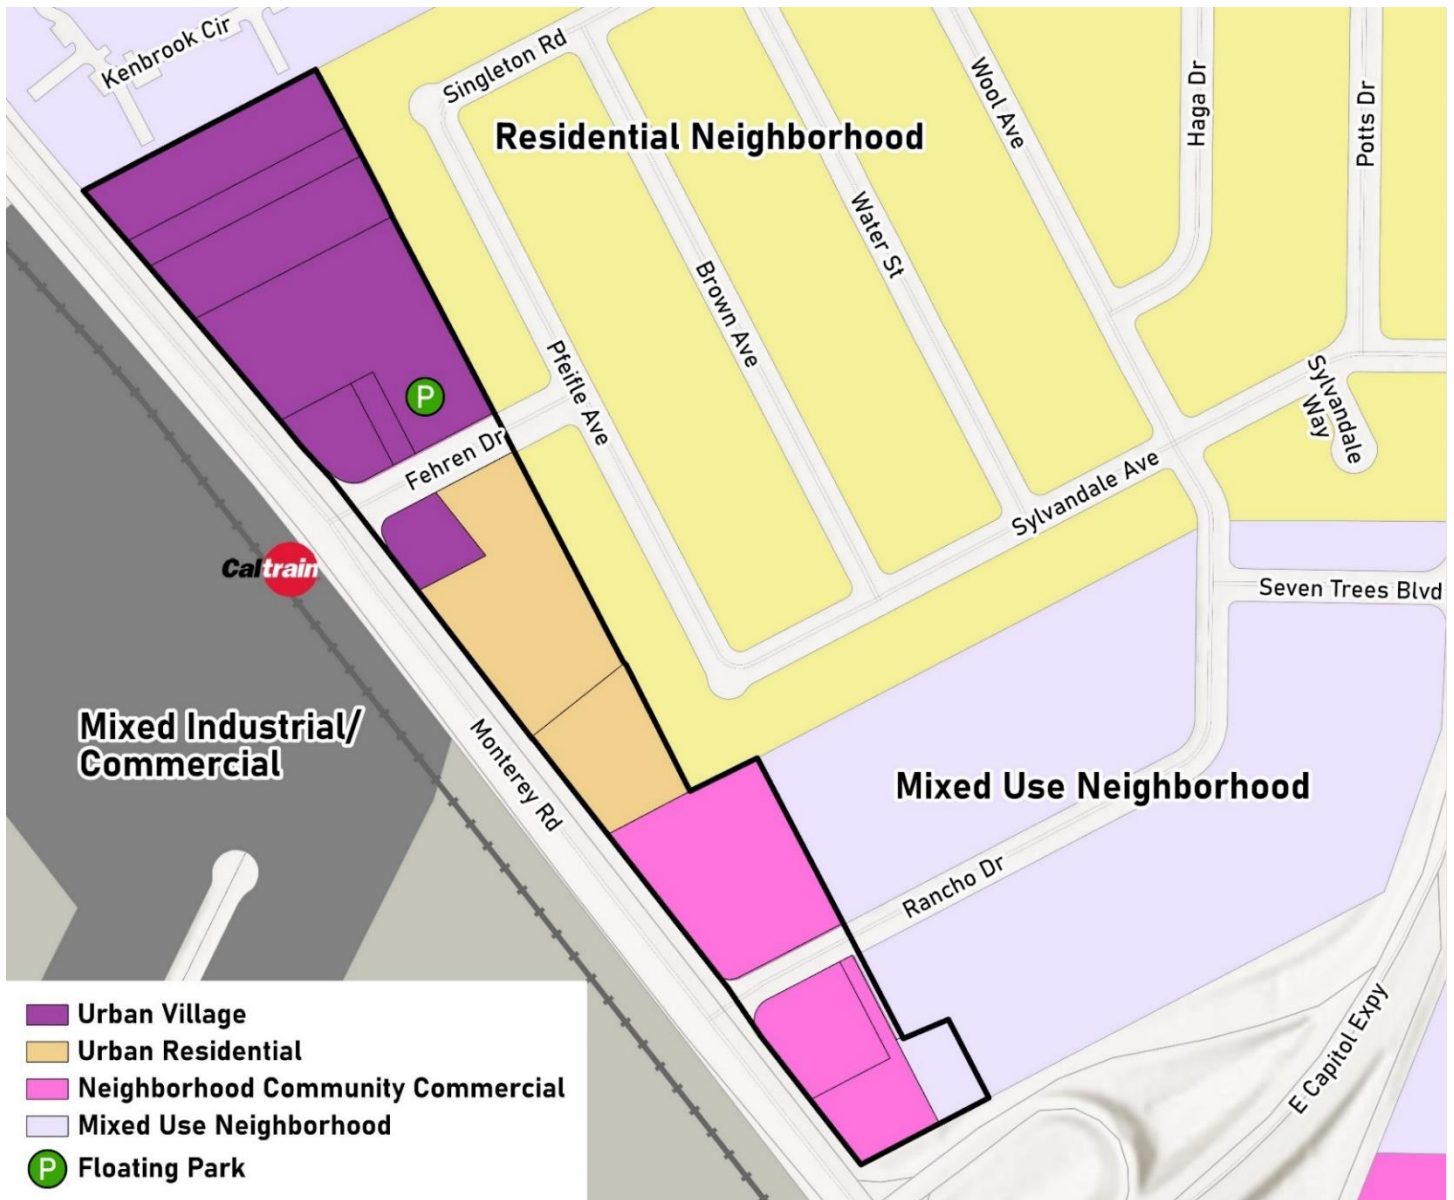 Kenbrook Cir
Singleton Rd
Wool Ave
Haga Dr
Potts Dr
Residential Neighborhood
Water St
Brown Ave
Pfeifle Ave
Sylvandale
Way
P
Fehren Dr
Sylvandale Ave
Caltrain
Seven Trees Blvd
Mixed Industrial/
Commercial
Monterey Rd
Mixed Use Neighborhood
Rancho Dr
E Capitol Expy
Urban Village
Urban Residential
Neighborhood Community Commercial
Mixed Use Neighborhood
P Floating Park